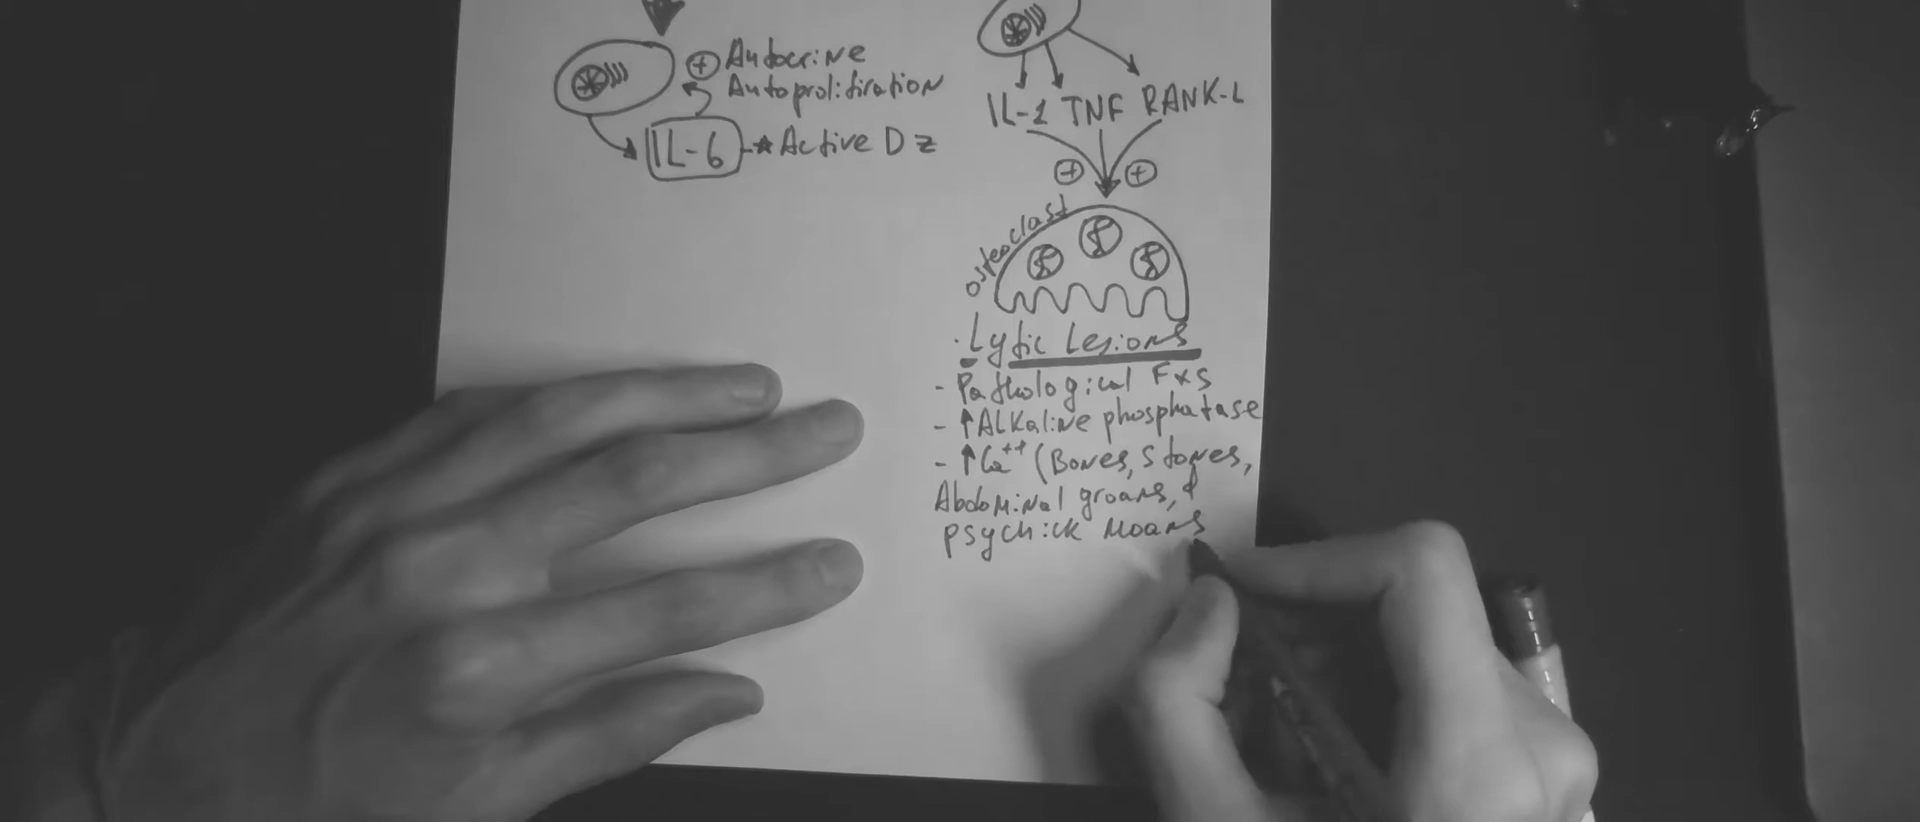 + Autocrine
Autoprolifiration
IL-6 ★ Active Dz
IL-1 TNF RANK-L
+ +
osteoclast
. Lytic Lesions
- Pathological Fxs
- ↑ ALKaline phosphatase
- ↑ Ca++ (Bones, Stones,
Abdominal groans, &
psychick Moans